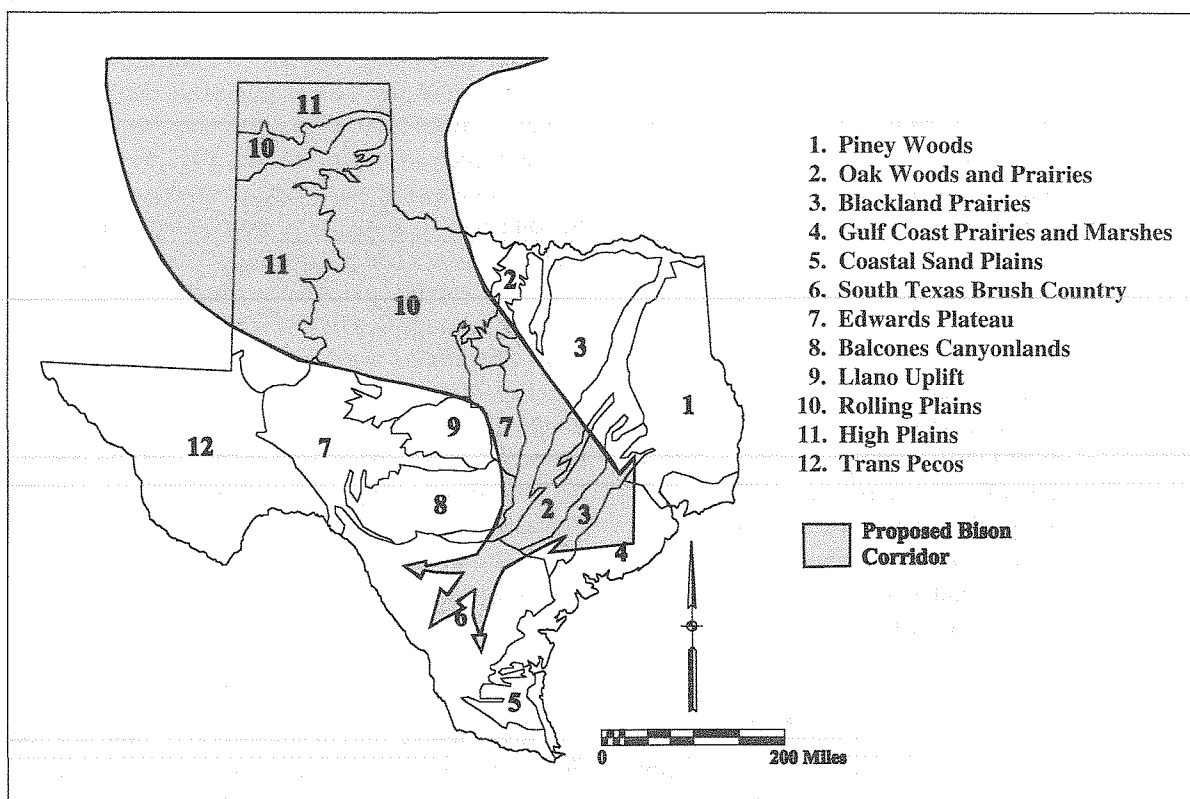 11
10
11
10
2
3
1
9
7
12
7
8
2
3
4
6
5
1. Piney Woods
2. Oak Woods and Prairies
3. Blackland Prairies
4. Gulf Coast Prairies and Marshes
5. Coastal Sand Plains
6. South Texas Brush Country
7. Edwards Plateau
8. Balcones Canyonlands
9. Llano Uplift
10. Rolling Plains
11. High Plains
12. Trans Pecos
Proposed Bison
Corridor
0 200 Miles